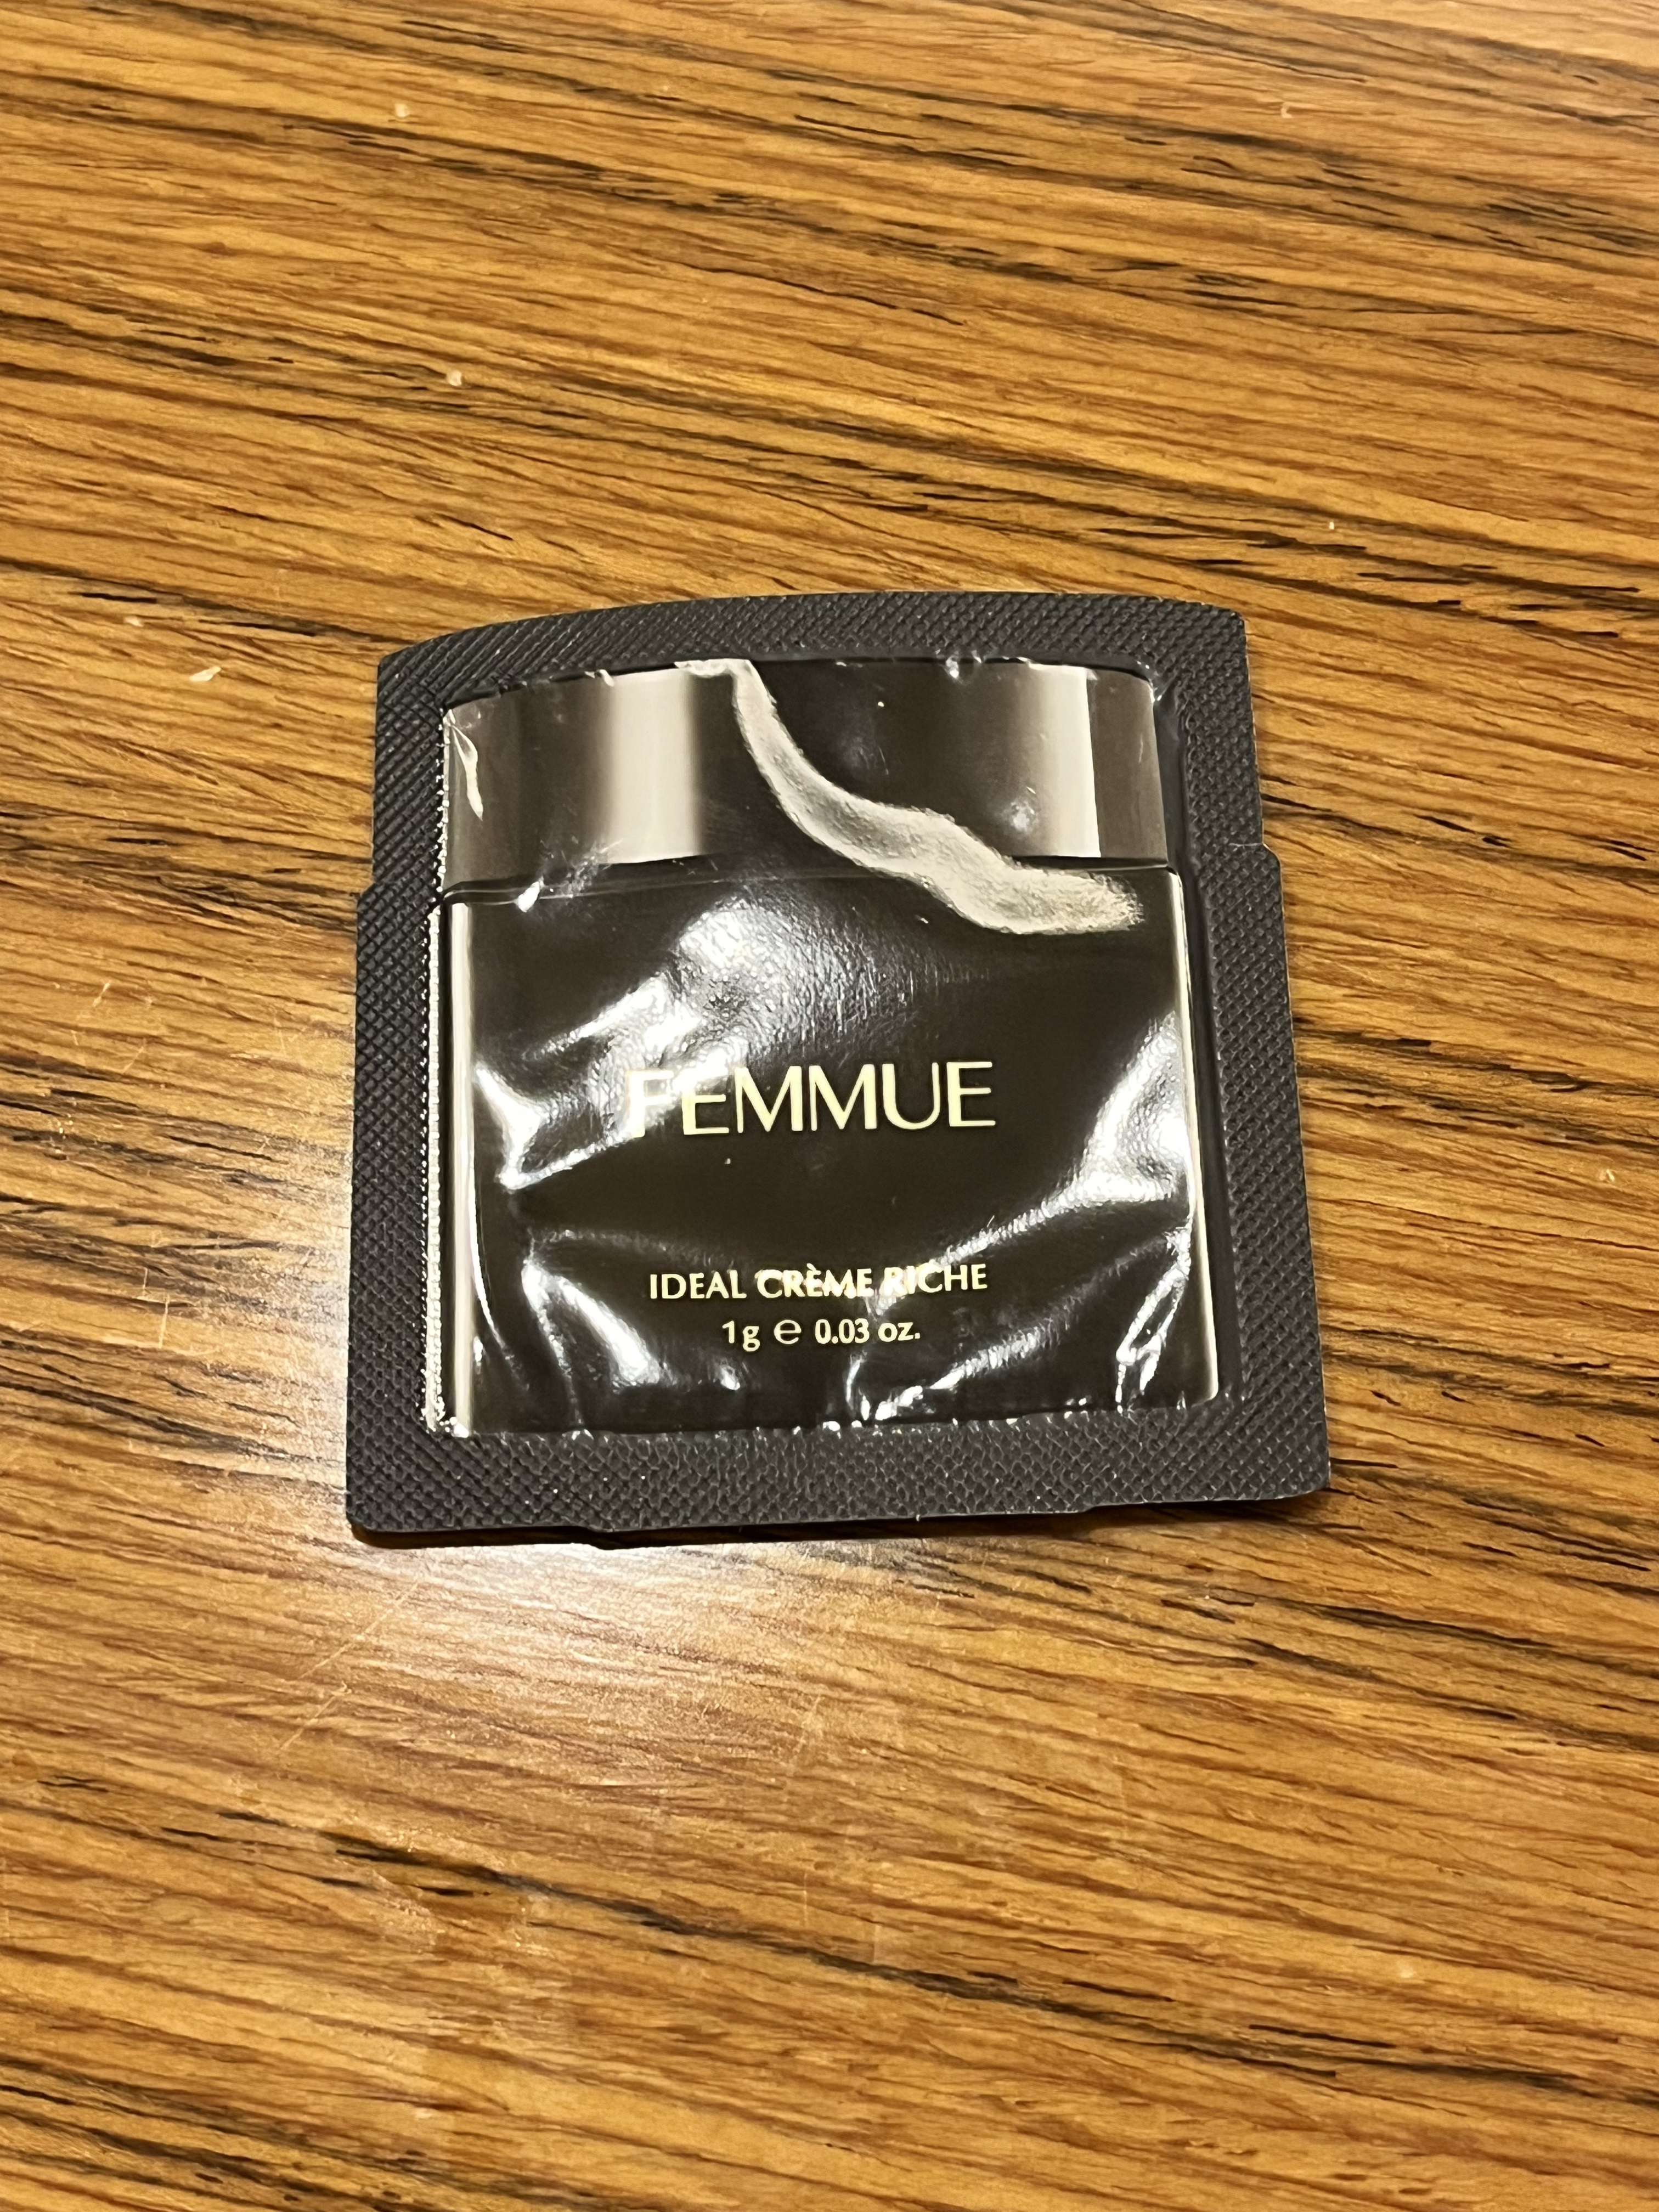 FEMMUE
IDEAL CRÈME RICHE
1g ℮ 0.03 oz.